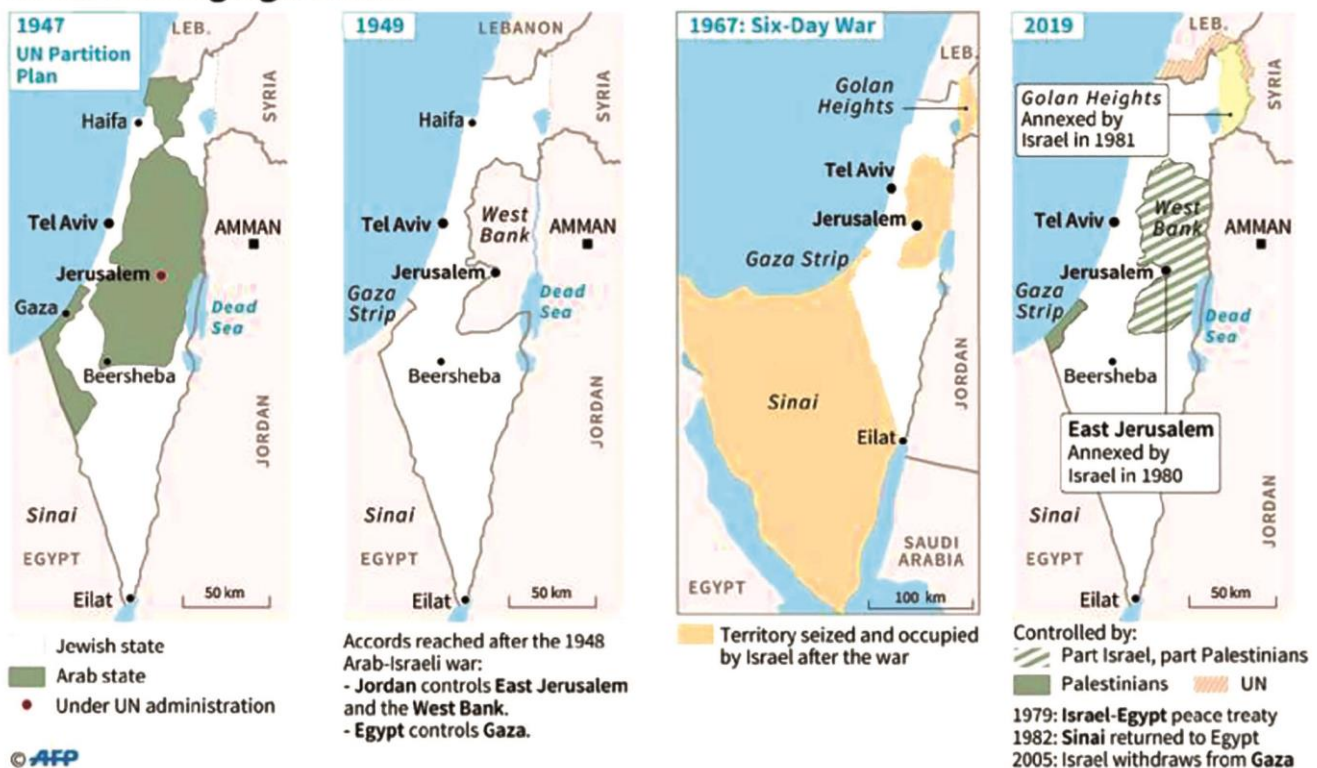 1947
UN Partition
Plan
LEB.
SYRIA
Haifa
Tel Aviv
AMMAN
Jerusalem
Gaza
Dead
Sea
Beersheba
JORDAN
Sinai
EGYPT
Eilat
50 km
Jewish state
Arab state
Under UN administration
© AFP
1949
LEBANON
SYRIA
Haifa
West
Bank
Tel Aviv
AMMAN
Jerusalem
Gaza
Strip
Dead
Sea
Beersheba
JORDAN
Sinai
EGYPT
Eilat
50 km
Accords reached after the 1948
Arab-Israeli war:
- Jordan controls East Jerusalem
and the West Bank.
- Egypt controls Gaza.
1967: Six-Day War
LEB.
Golan
Heights
Tel Aviv
Jerusalem
Gaza Strip
JORDAN
Sinai
Eilat
SAUDI
ARABIA
EGYPT
100 km
Territory seized and occupied
by Israel after the war
2019
LEB.
SYRIA
Golan Heights
Annexed by
Israel in 1981
West
Bank
Tel Aviv
AMMAN
Jerusalem
Gaza
Strip
Dead
Sea
Beersheba
East Jerusalem
Annexed by
Israel in 1980
JORDAN
Sinai
EGYPT
Eilat
50 km
Controlled by:
Part Israel, part Palestinians
Palestinians
UN
1979: Israel-Egypt peace treaty
1982: Sinai returned to Egypt
2005: Israel withdraws from Gaza